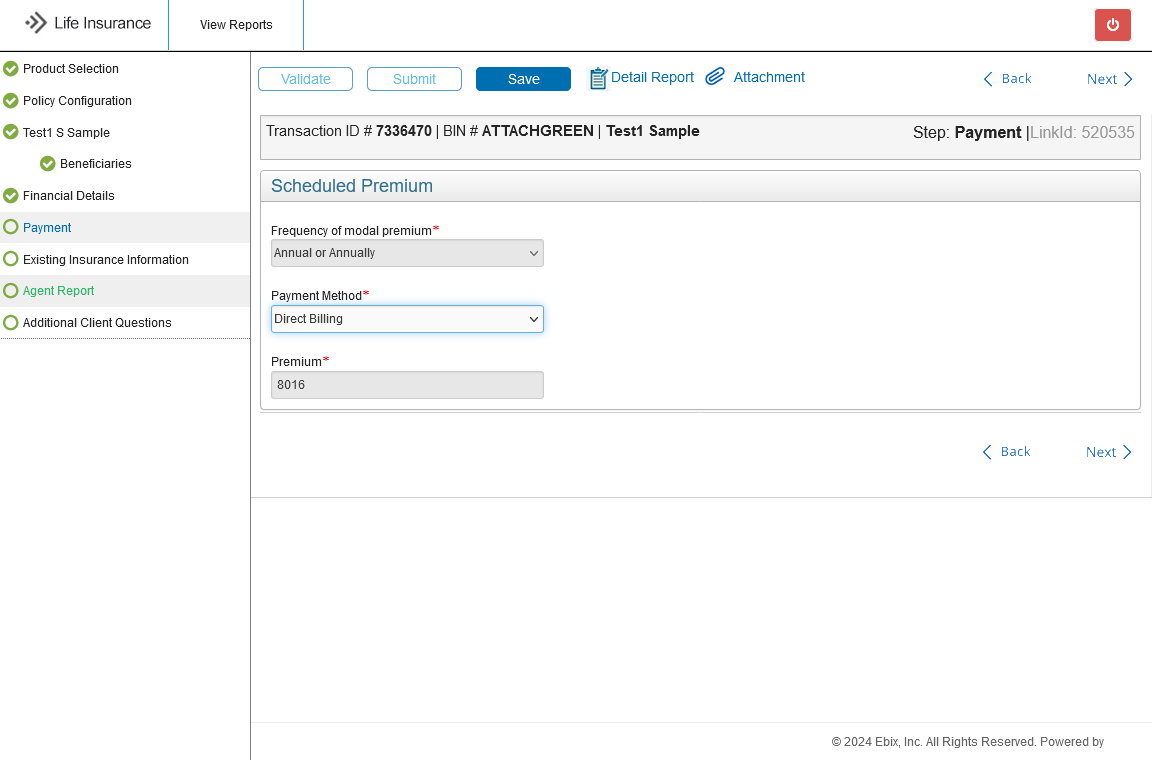 Life Insurance
View Reports
Product Selection
Policy Configuration
Test1 S Sample
Beneficiaries
Financial Details
Payment
Existing Insurance Information
Agent Report
Additional Client Questions
Validate
Submit
Save
Detail Report
Attachment
Back
Next
Transaction ID # 7336470 | BIN # ATTACHGREEN | Test1 Sample
Step: Payment |LinkId: 520535
Scheduled Premium
Frequency of modal premium*
Annual or Annually
Payment Method*
Direct Billing
Premium*
8016
Back
Next
© 2024 Ebix, Inc. All Rights Reserved. Powered by